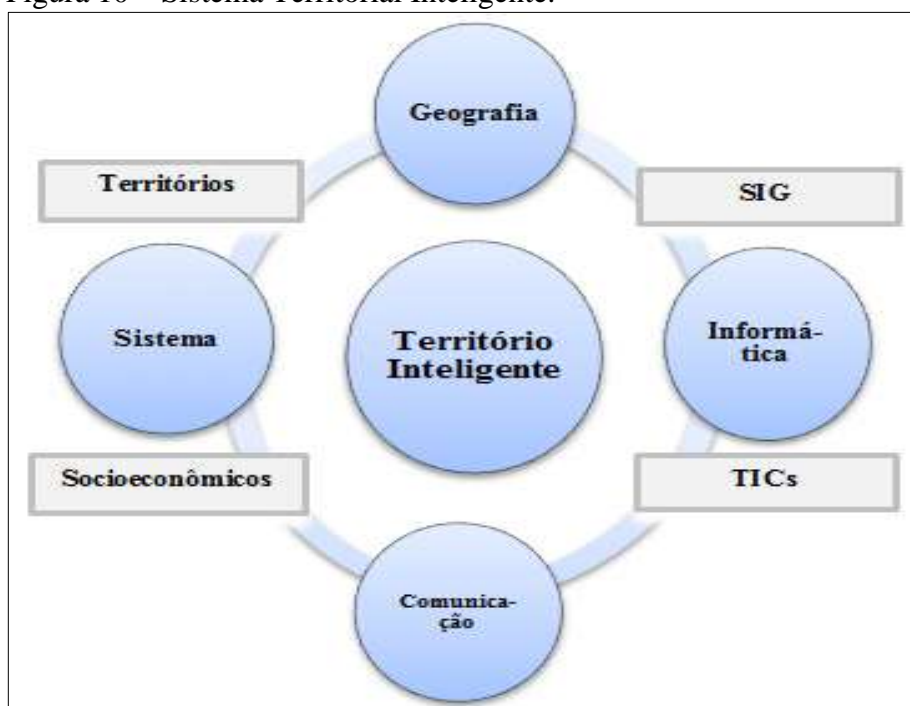 Figura 10 – Sistema Territorial Inteligente.
Geografia
Territórios
SIG
Sistema
Território
Inteligente
Informá-
tica
Socioeconômicos
TICs
Comunica-
ção